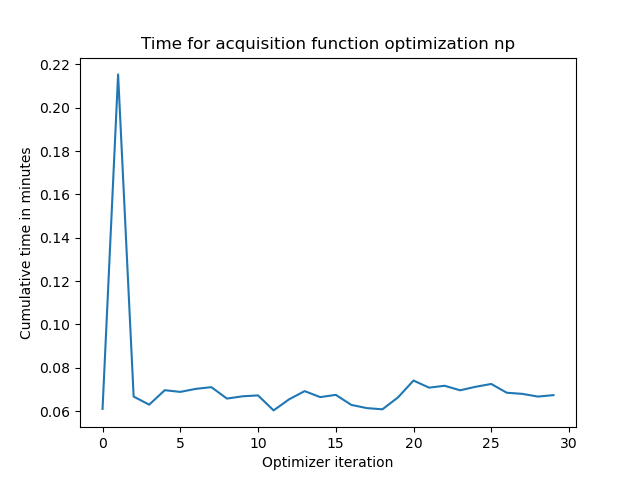 Time for acquisition function optimization np
0.22
0.20
0.18
0.16
0.14
0.12
0.10
0.08
0.06
Cumulative time in minutes
0 5 10 15 20 25 30
Optimizer iteration